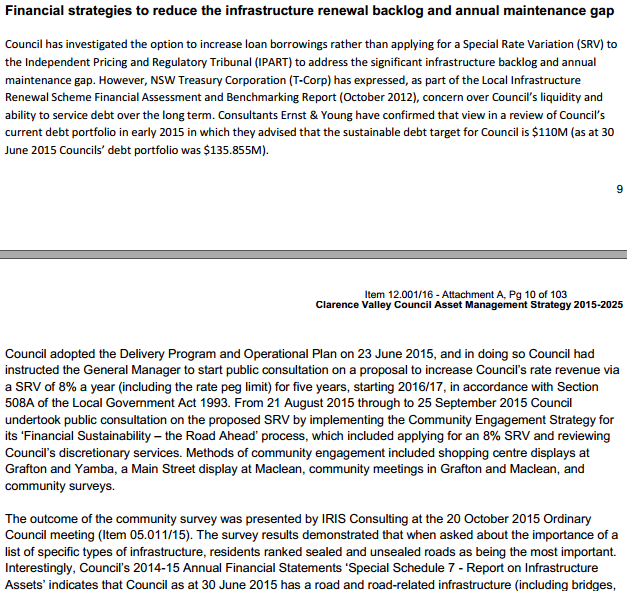 Financial strategies to reduce the infrastructure renewal backlog and annual maintenance gap
Council has investigated the option to increase loan borrowings rather than applying for a Special Rate Variation (SRV) to
the Independent Pricing and Regulatory Tribunal (IPART) to address the significant infrastructure backlog and annual
maintenance gap. However, NSW Treasury Corporation (T-Corp) has expressed, as part of the Local Infrastructure
Renewal Scheme Financial Assessment and Benchmarking Report (October 2012), concern over Council's liquidity and
ability to service debt over the long term. Consultants Ernst & Young have confirmed that view in a review of Council's
current debt portfolio in early 2015 in which they advised that the sustainable debt target for Council is $110M (as at 30
June 2015 Councils' debt portfolio was $135.855M).
9
Item 12.001/16 - Attachment A, Pg 10 of 103
Clarence Valley Council Asset Management Strategy 2015-2025
Council adopted the Delivery Program and Operational Plan on 23 June 2015, and in doing so Council had
instructed the General Manager to start public consultation on a proposal to increase Council's rate revenue via
a SRV of 8% a year (including the rate peg limit) for five years, starting 2016/17, in accordance with Section
508A of the Local Government Act 1993. From 21 August 2015 through to 25 September 2015 Council
undertook public consultation on the proposed SRV by implementing the Community Engagement Strategy for
its 'Financial Sustainability – the Road Ahead' process, which included applying for an 8% SRV and reviewing
Council's discretionary services. Methods of community engagement included shopping centre displays at
Grafton and Yamba, a Main Street display at Maclean, community meetings in Grafton and Maclean, and
community surveys.
The outcome of the community survey was presented by IRIS Consulting at the 20 October 2015 Ordinary
Council meeting (Item 05.011/15). The survey results demonstrated that when asked about the importance of a
list of specific types of infrastructure, residents ranked sealed and unsealed roads as being the most important.
Interestingly, Council's 2014-15 Annual Financial Statements 'Special Schedule 7 - Report on Infrastructure
Assets' indicates that Council as at 30 June 2015 has a road and road-related infrastructure (including bridges,